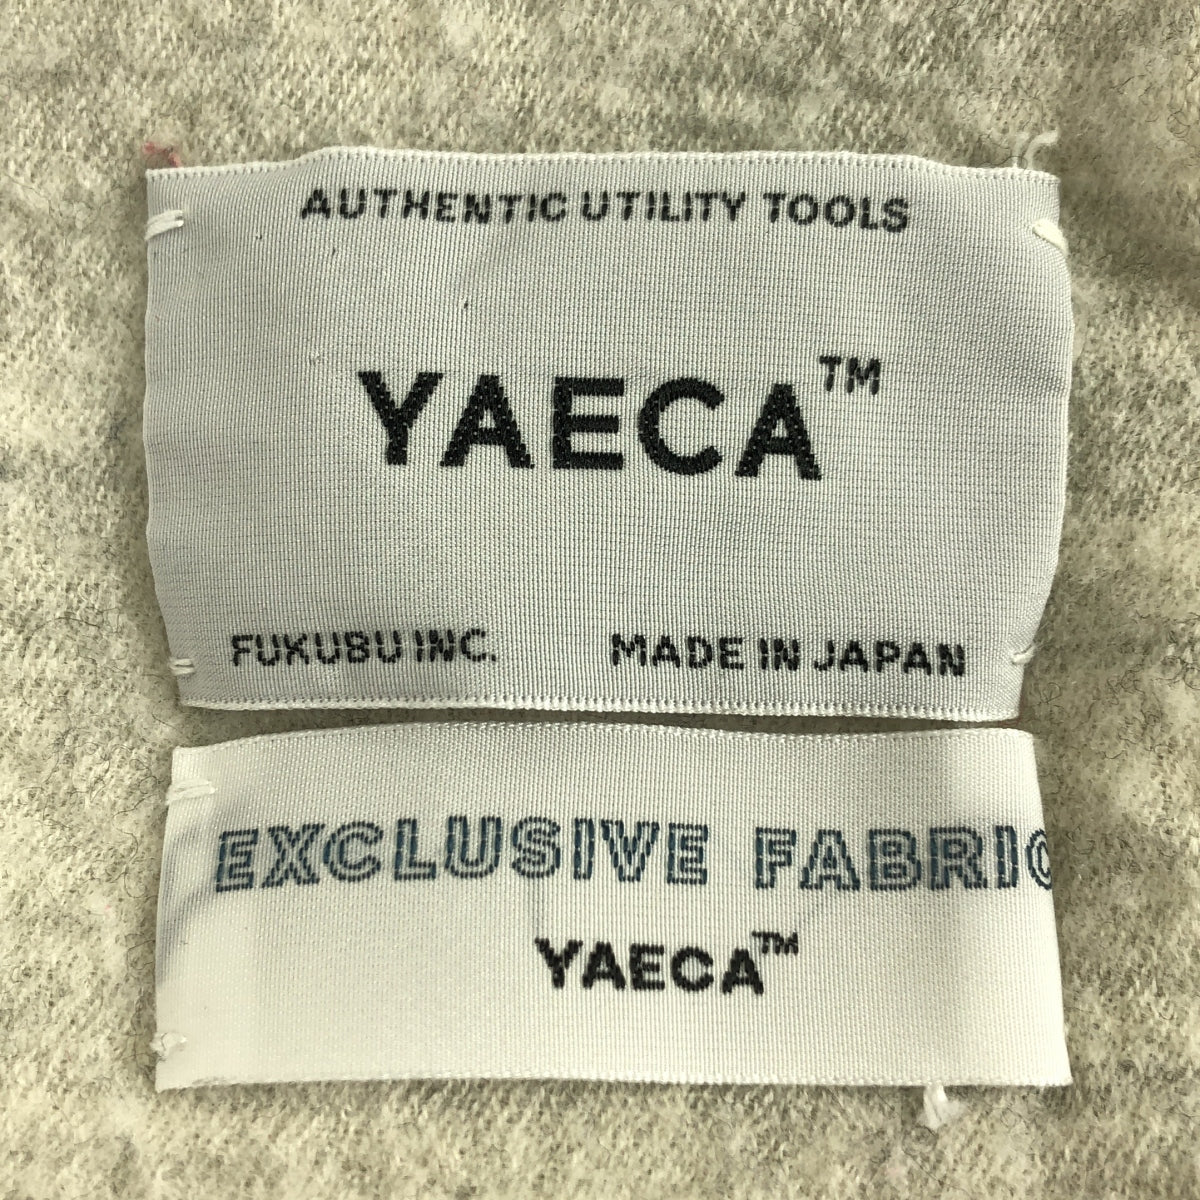 AUTHENTIC UTILITY TOOLS
YAECA™
FUKUBU INC. MADE IN JAPAN
EXCLUSIVE FABRIC
YAECA™